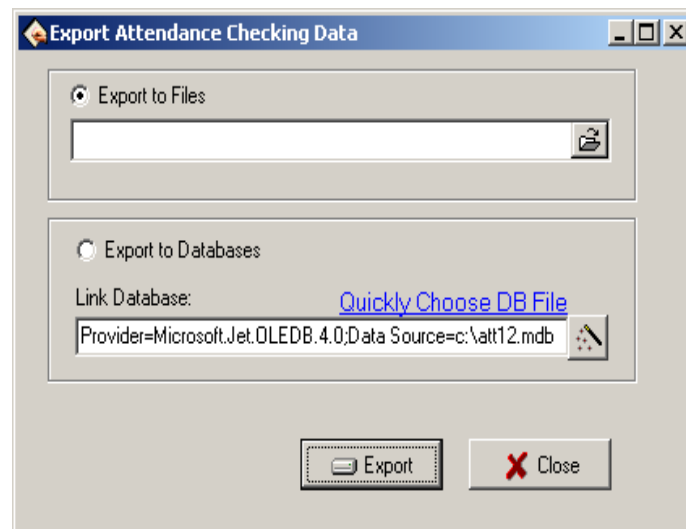 Export Attendance Checking Data
Export to Files
Export to Databases
Link Database:
Quickly Choose DB File
Provider=Microsoft.Jet.OLEDB.4.0;Data Source=c:\att12.mdb
Export
Close